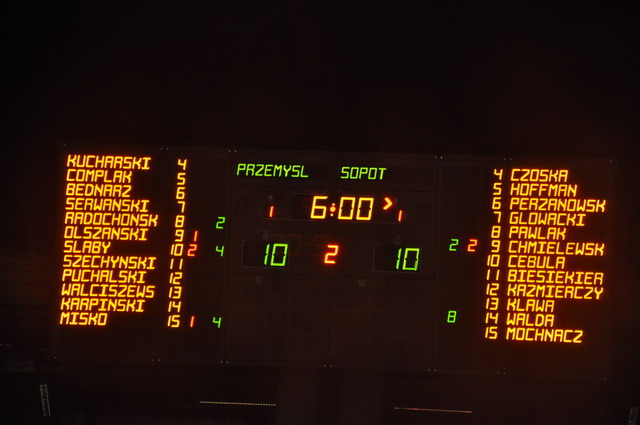 PRZEMYSL SOPOT
1 6:00 > 1
10 2 10
KUCHARSKI 4
COMPLAK 5
BEDNARZ 6
SERWANSKI 7
RADOCHONSK 8 2
OLSZANSKI 9 1
SLABY 10 2 4
SZECHYNSKI 11
PUCHALSKI 12
WALCISZEWS 13
KARPINSKI 14
MISKO 15 1 4
4 CZOSKA
5 HOFFMAN
6 PERZANOWSK
7 GLOWACKI
8 PAWLAK
2 2 9 CHMIELEWSK
10 CEBULA
11 BIESIEKIER
12 KAZMIERCZY
13 KLAWA
8 14 WALDA
15 MOCHNACZ